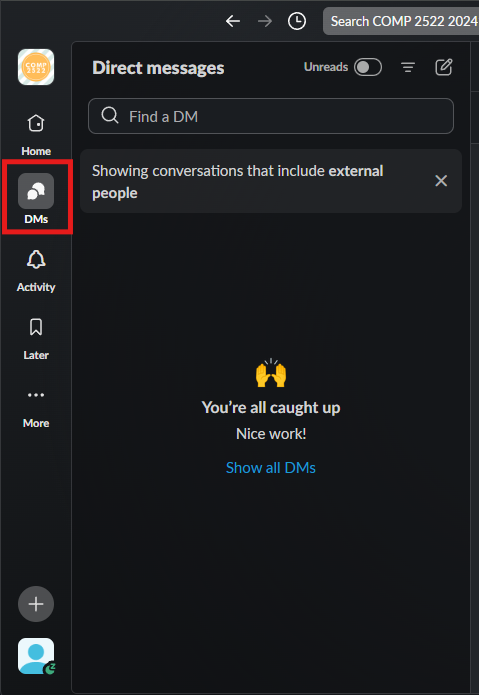 Search COMP 2522 2024
COMP
2522
Direct messages
Unreads
Find a DM
Home
Showing conversations that include external
people
DMs
Activity
Later
More
You're all caught up
Nice work!
Show all DMs
z